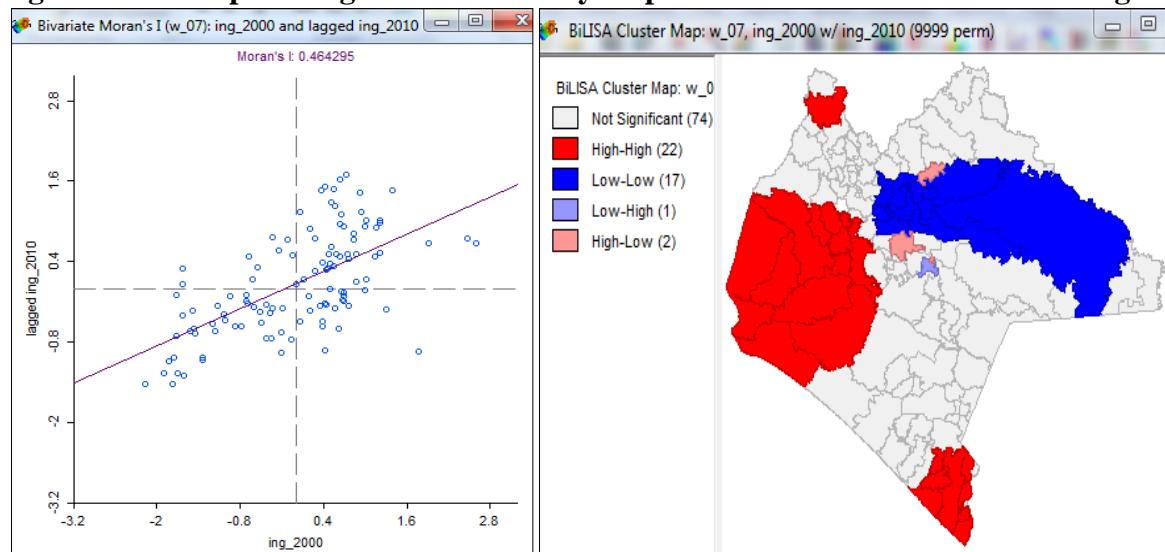 Bivariate Moran's I (w_07): ing_2000 and lagged ing_2010
Moran's I: 0.464295
2.8
1.6
0.4
-0.8
-2
-3.2
lagged ing_2010
-3.2 -2 -0.8 0.4 1.6 2.8
ing_2000
BiLISA Cluster Map: w_07, ing_2000 w/ ing_2010 (9999 perm)
BiLISA Cluster Map: w_0
Not Significant (74)
High-High (22)
Low-Low (17)
Low-High (1)
High-Low (2)